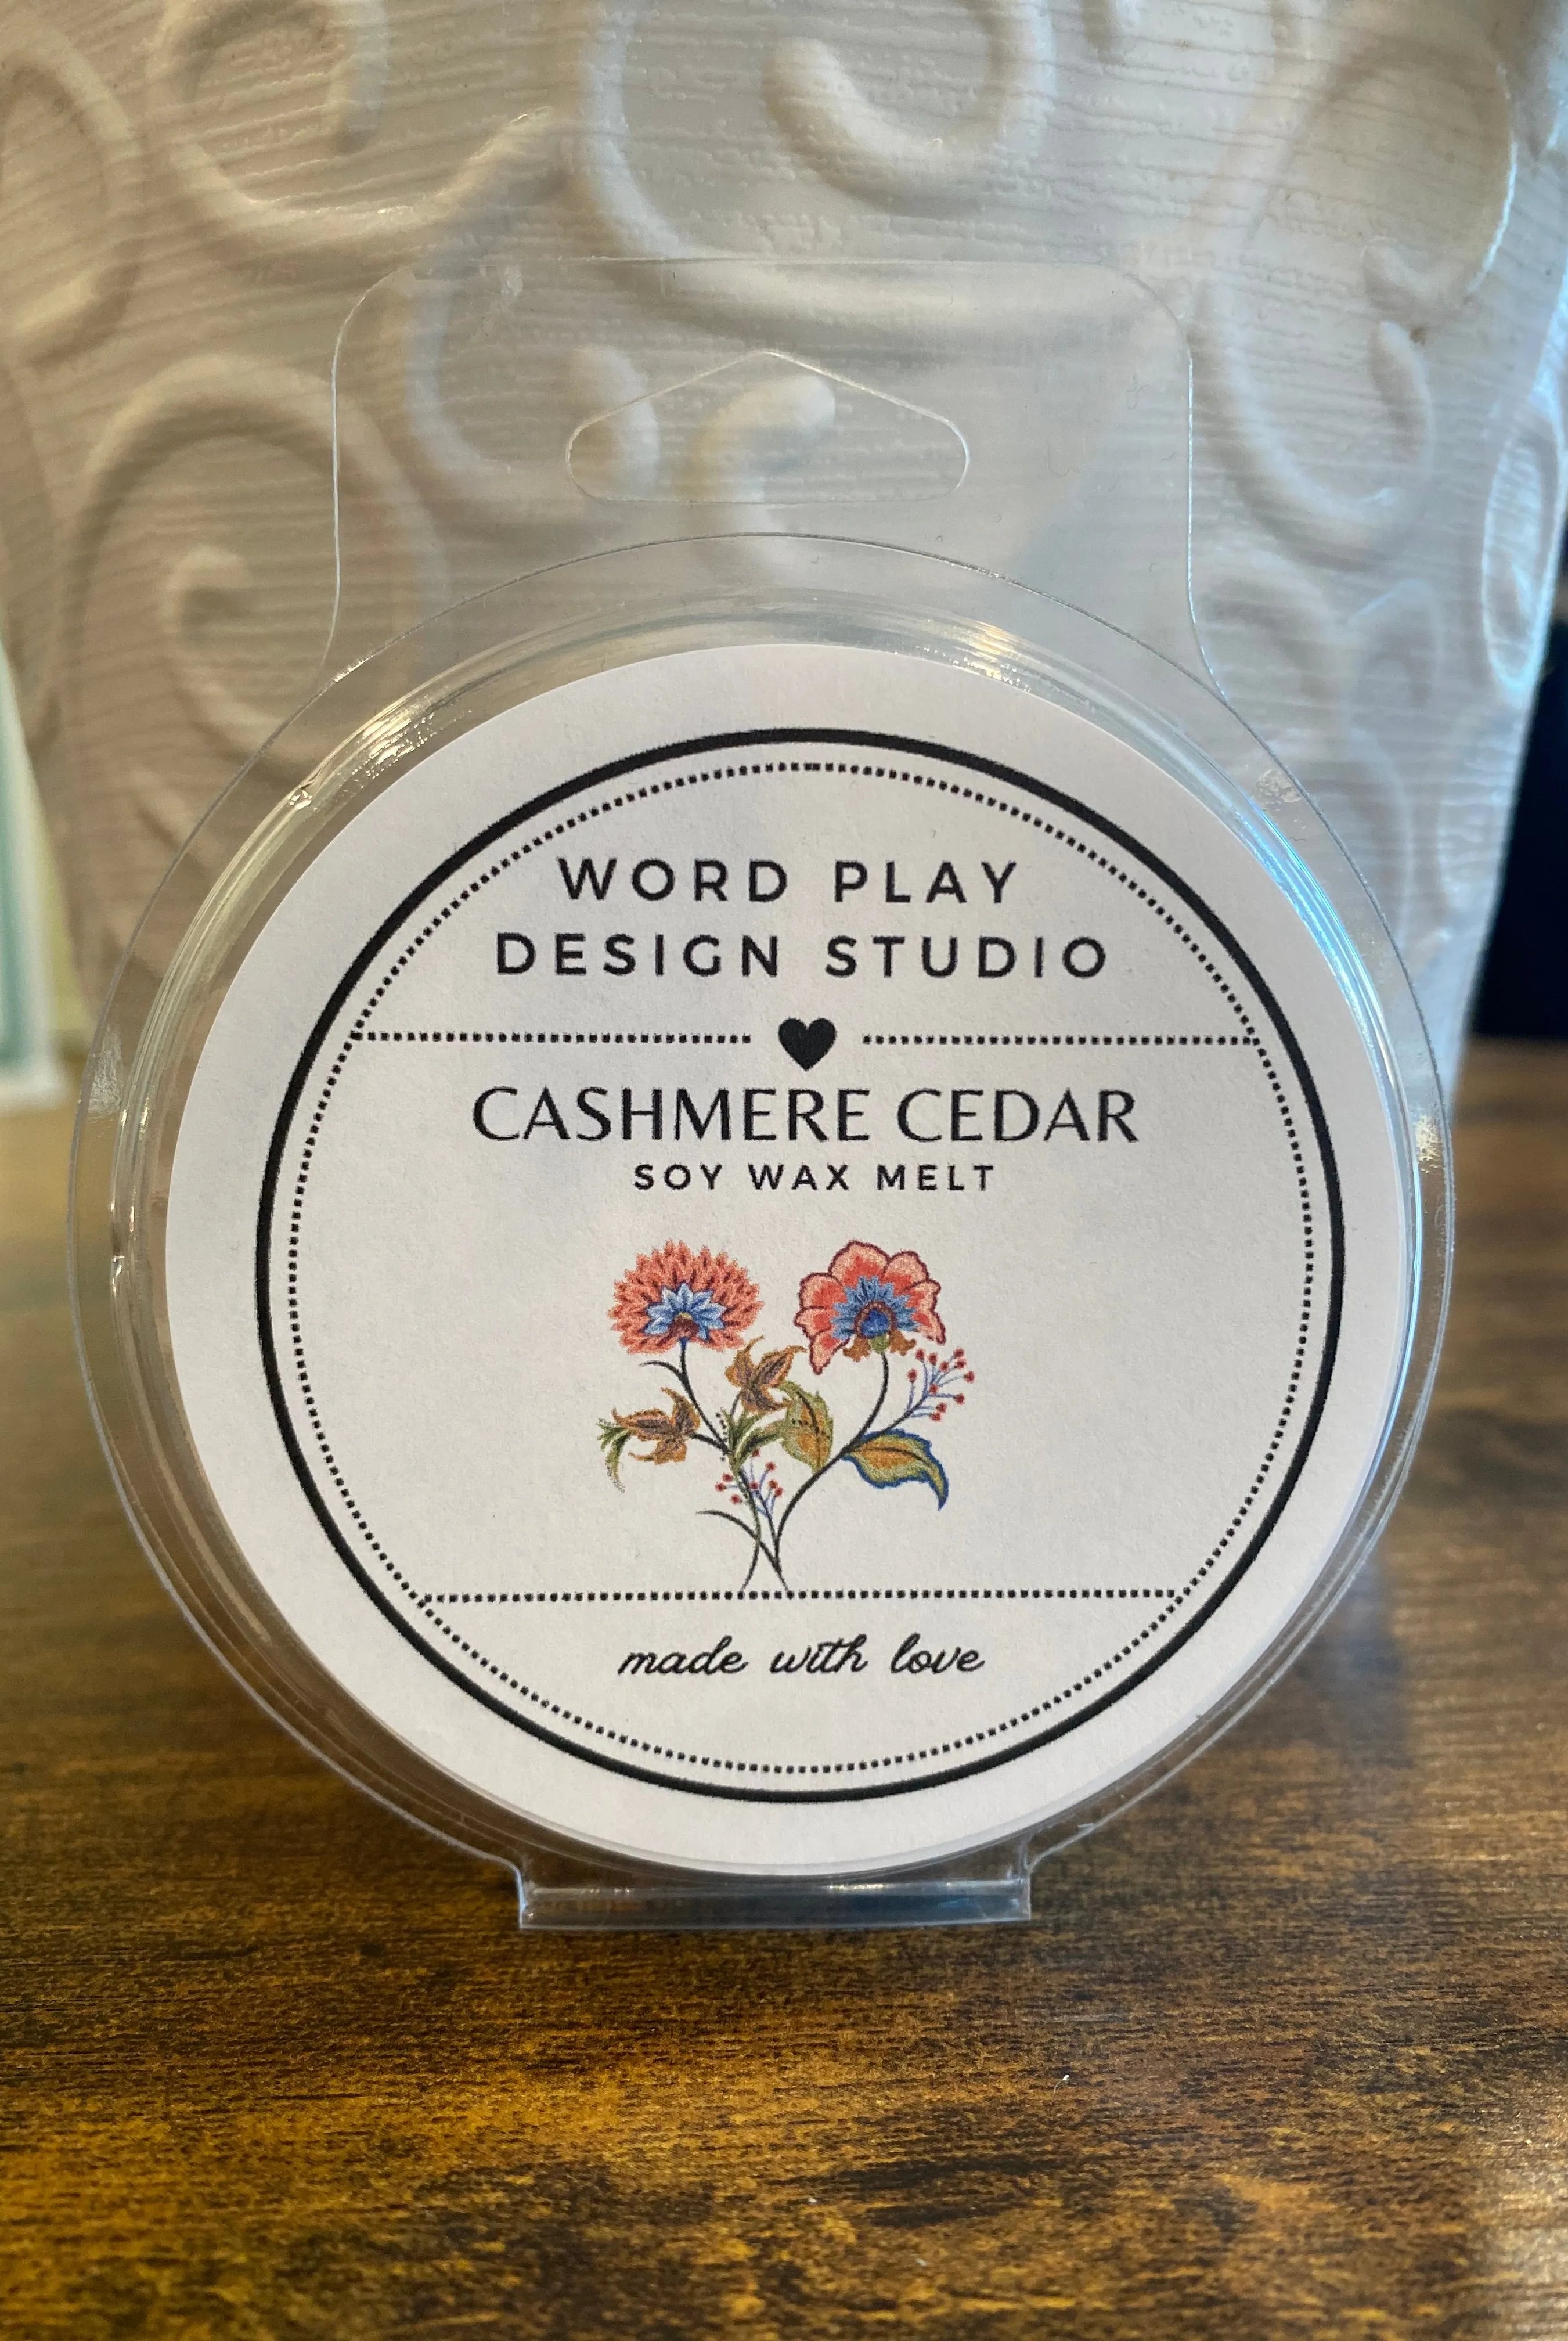 WORD PLAY
DESIGN STUDIO
CASHMERE CEDAR
SOY WAX MELT
made with love